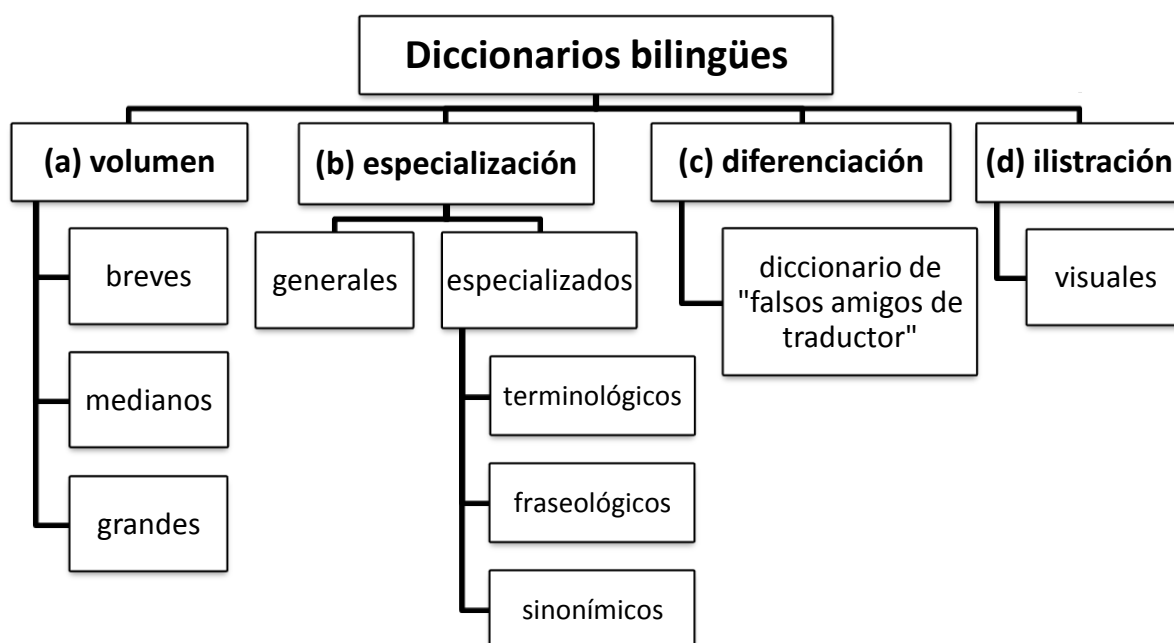 Diccionarios bilingües
(a) volumen
breves
medianos
grandes
(b) especialización
generales
especializados
terminológicos
fraseológicos
sinonímicos
(c) diferenciación
diccionario de
"falsos amigos de
traductor"
(d) ilistración
visuales